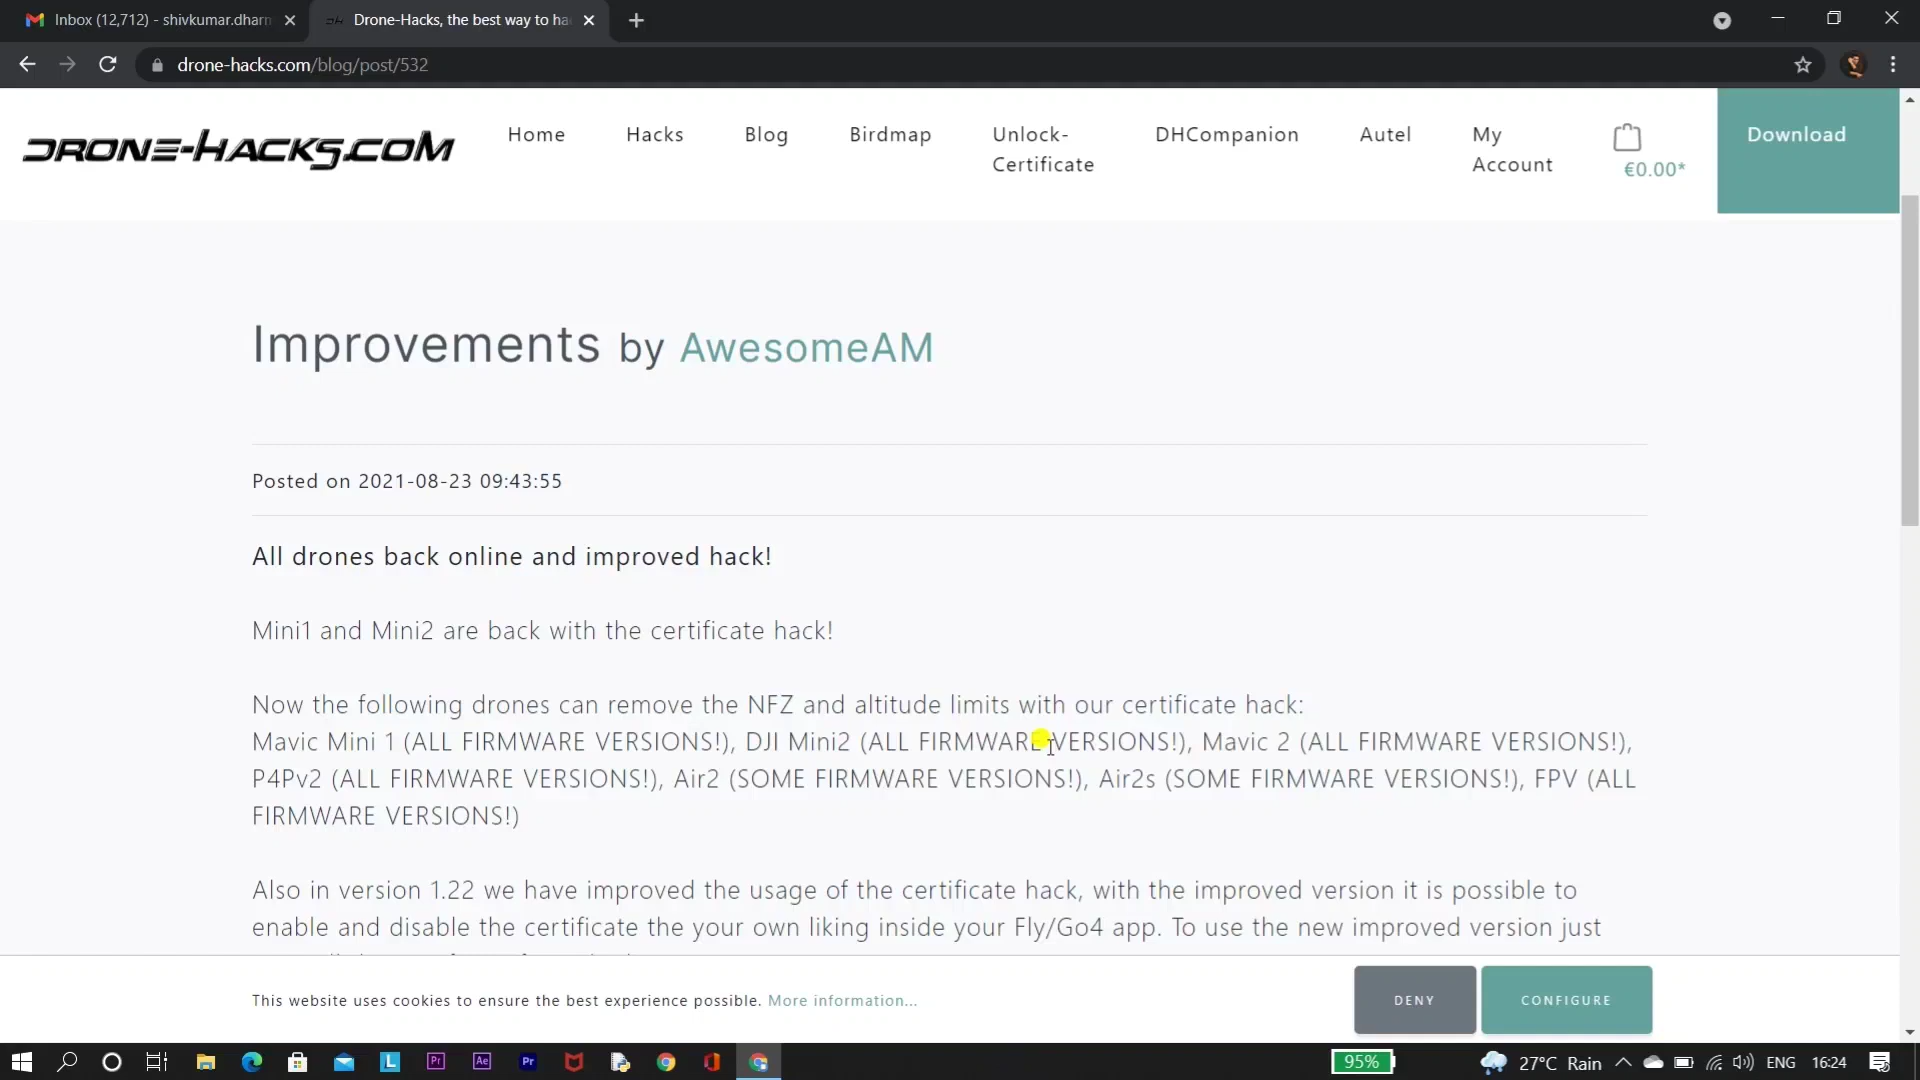 Inbox (12,712) - shivkumar.dharm
Drone-Hacks, the best way to ha
drone-hacks.com/blog/post/532
DRONE-HACKS.COM
Home
Hacks
Blog
Birdmap
Unlock-
Certificate
DHCompanion
Autel
My
Account
€0.00*
Download
Improvements by AwesomeAM
Posted on 2021-08-23 09:43:55
All drones back online and improved hack!
Mini1 and Mini2 are back with the certificate hack!
Now the following drones can remove the NFZ and altitude limits with our certificate hack:
Mavic Mini 1 (ALL FIRMWARE VERSIONS!), DJI Mini2 (ALL FIRMWARE VERSIONS!), Mavic 2 (ALL FIRMWARE VERSIONS!),
P4Pv2 (ALL FIRMWARE VERSIONS!), Air2 (SOME FIRMWARE VERSIONS!), Air2s (SOME FIRMWARE VERSIONS!), FPV (ALL
FIRMWARE VERSIONS!)
Also in version 1.22 we have improved the usage of the certificate hack, with the improved version it is possible to
enable and disable the certificate the your own liking inside your Fly/Go4 app. To use the new improved version just
This website uses cookies to ensure the best experience possible. More information...
DENY
CONFIGURE
L
Pr
Ae
Pr
95%
27°C Rain
ENG
16:24